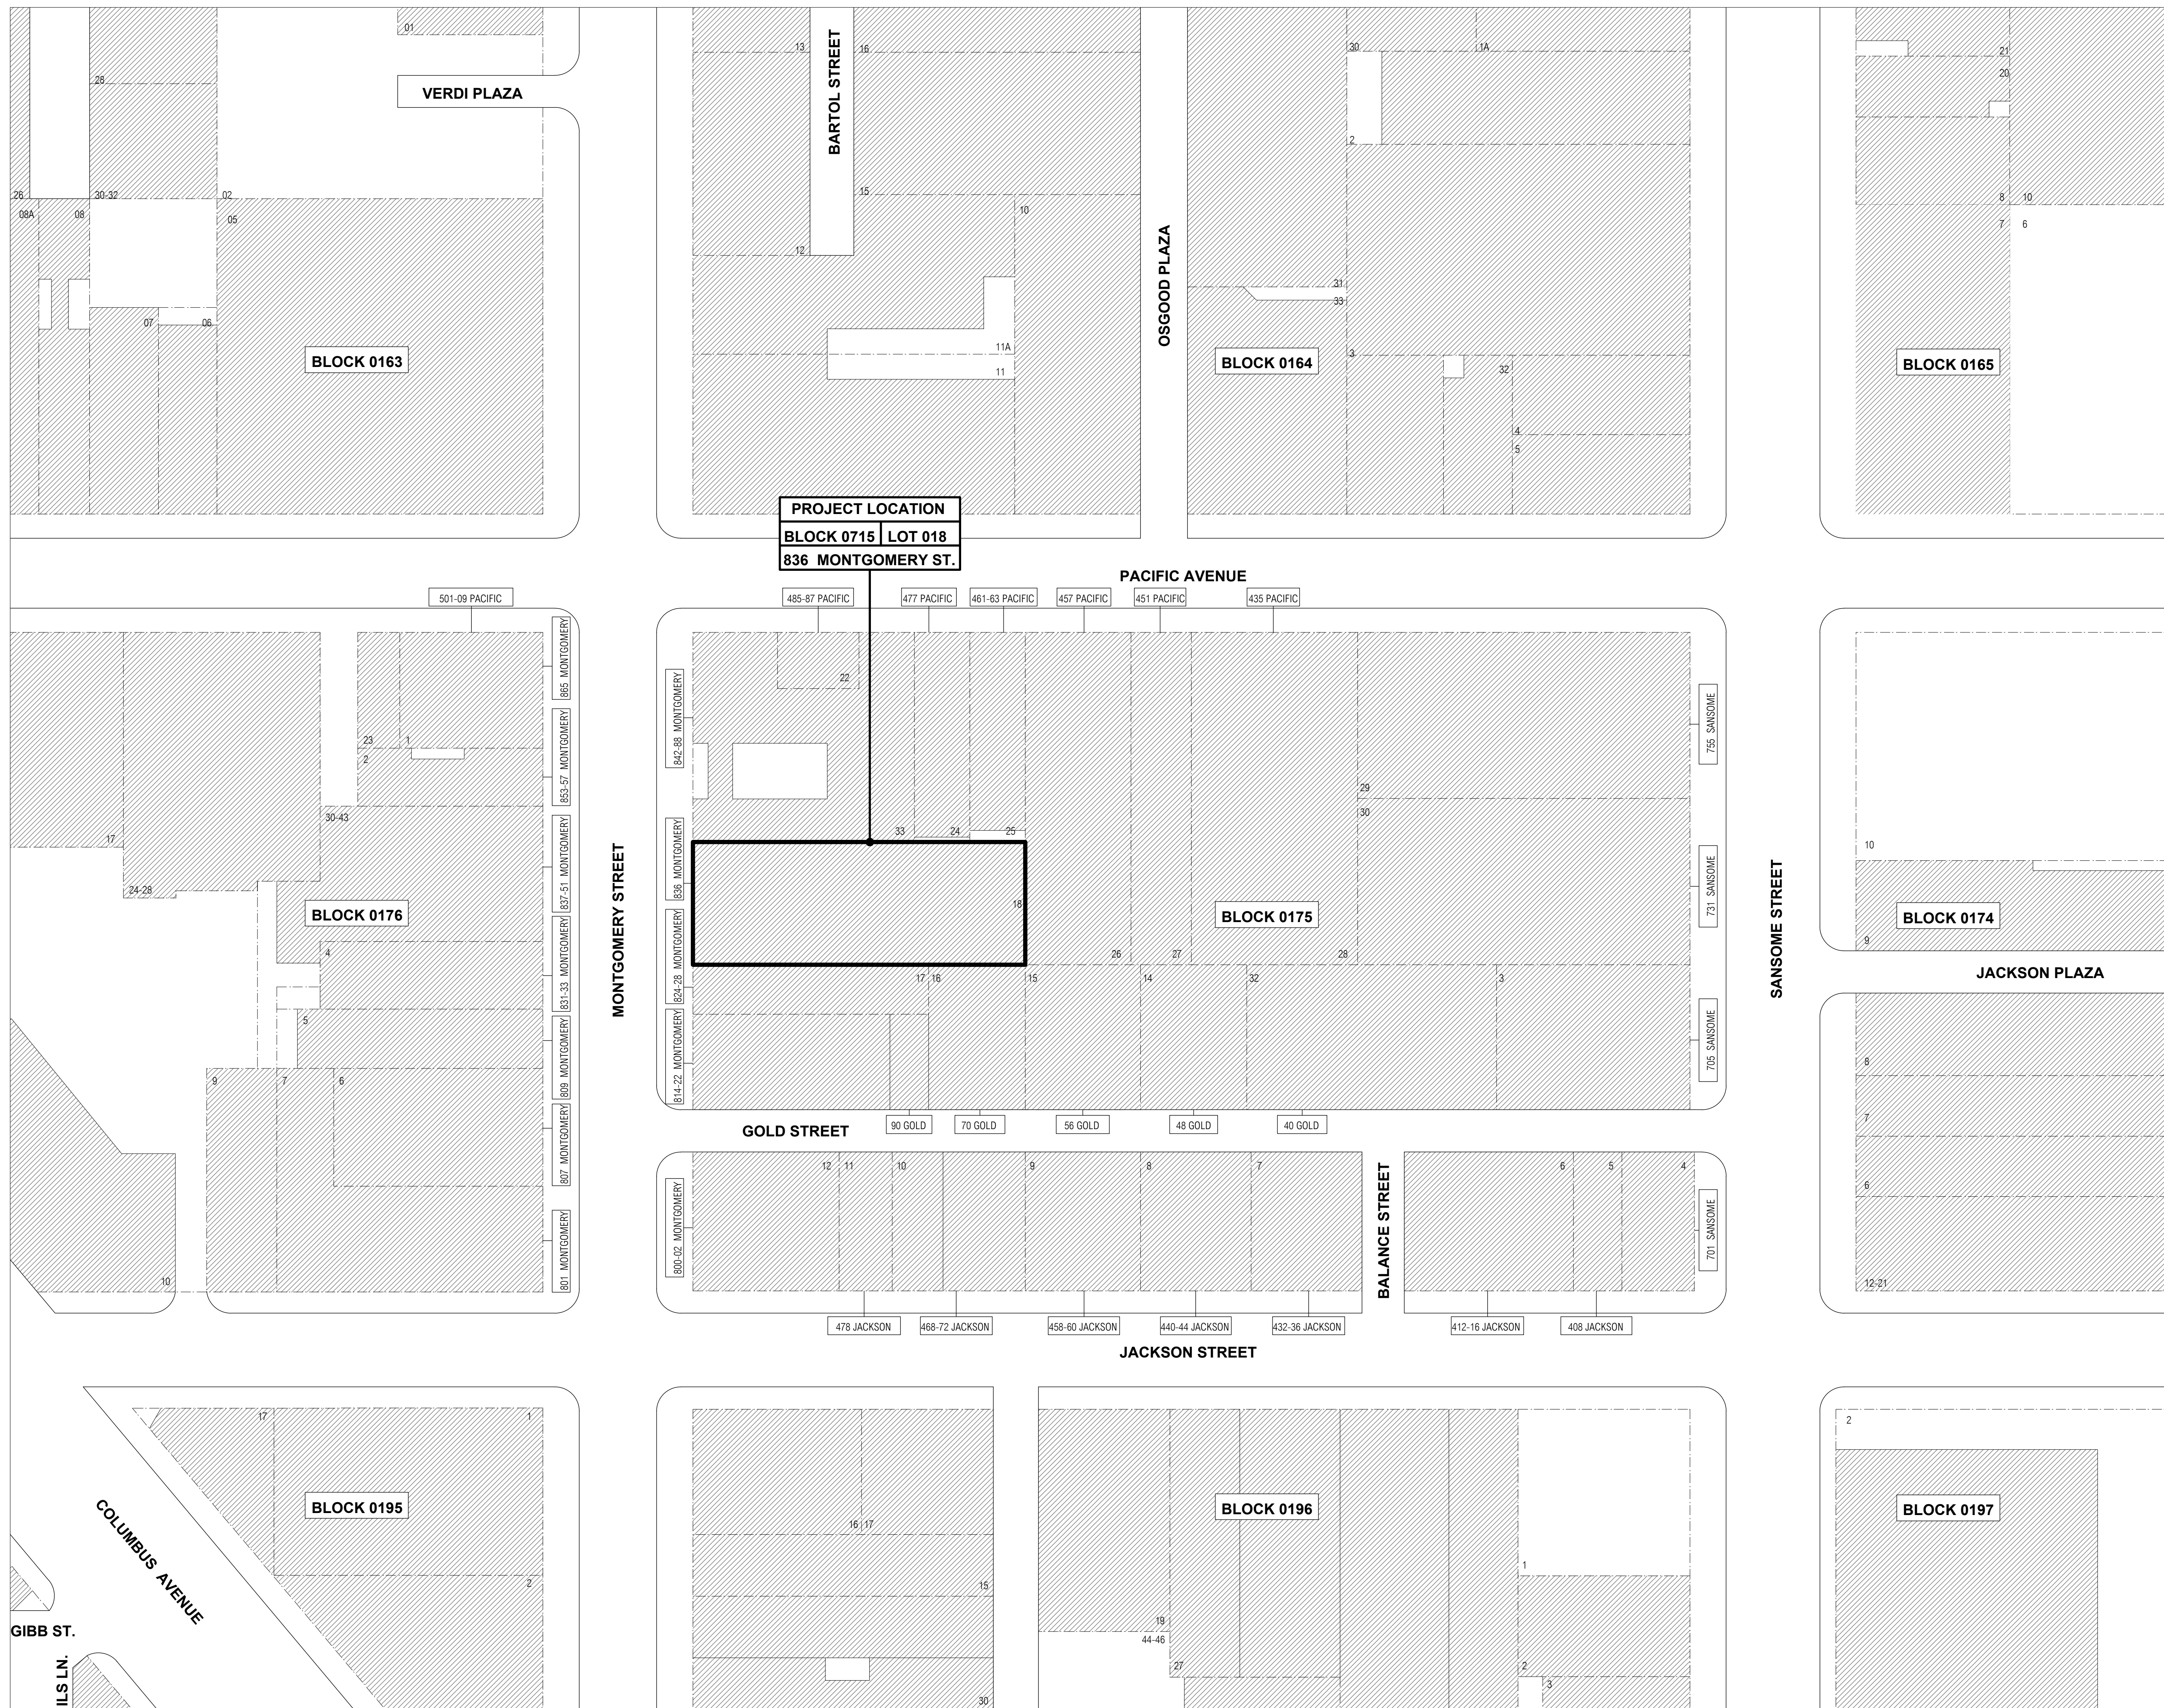 01
28
VERDI PLAZA
26
30-32
02
08A
08
05
07
06
BLOCK 0163
13
BARTOL STREET
16
15
10
12
11A
11
OSGOOD PLAZA
30
1A
2
31
33
BLOCK 0164
3
32
4
5
21
20
8
10
7
6
BLOCK 0165
PROJECT LOCATION
BLOCK 0715
LOT 018
836 MONTGOMERY ST.
PACIFIC AVENUE
501-09 PACIFIC
485-87 PACIFIC
477 PACIFIC
461-63 PACIFIC
457 PACIFIC
451 PACIFIC
435 PACIFIC
23
1
2
17
30-43
24-28
BLOCK 0176
4
5
9
7
6
10
865 MONTGOMERY
853-57 MONTGOMERY
837-51 MONTGOMERY
831-33 MONTGOMERY
809 MONTGOMERY
807 MONTGOMERY
801 MONTGOMERY
MONTGOMERY STREET
842-88 MONTGOMERY
836 MONTGOMERY
824-28 MONTGOMERY
814-22 MONTGOMERY
22
33
24
25
18
29
30
BLOCK 0175
26
27
28
17
16
15
14
32
3
755 SANSOME
731 SANSOME
705 SANSOME
SANSOME STREET
10
BLOCK 0174
9
JACKSON PLAZA
8
7
6
12-21
90 GOLD
70 GOLD
56 GOLD
48 GOLD
40 GOLD
GOLD STREET
800-02 MONTGOMERY
12
11
10
9
8
7
BALANCE STREET
6
5
4
701 SANSOME
478 JACKSON
468-72 JACKSON
458-60 JACKSON
440-44 JACKSON
432-36 JACKSON
412-16 JACKSON
408 JACKSON
JACKSON STREET
17
1
BLOCK 0195
2
COLUMBUS AVENUE
GIBB ST.
ILS LN.
16
17
15
30
BLOCK 0196
19
44-46
27
1
2
3
2
BLOCK 0197